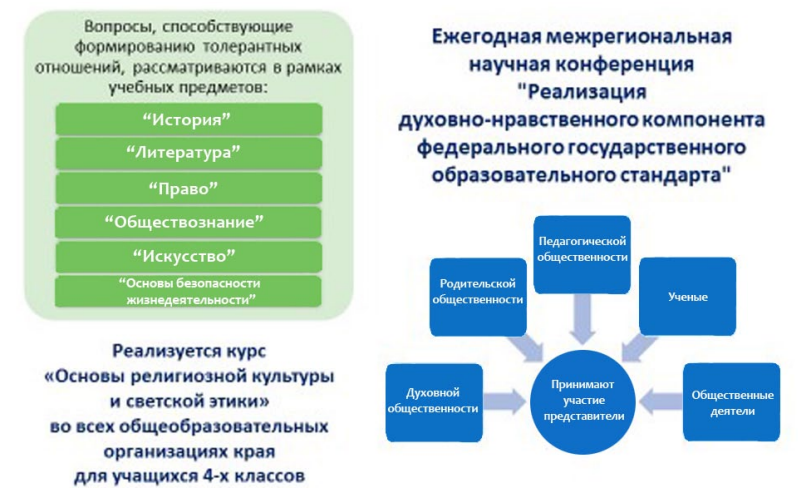 Вопросы, способствующие
формированию толерантных
отношений, рассматриваются в рамках
учебных предметов:
“История”
“Литература”
“Право”
“Обществознание”
“Искусство”
“Основы безопасности
жизнедеятельности”
Реализуется курс
«Основы религиозной культуры
и светской этики»
во всех общеобразовательных
организациях края
для учащихся 4-х классов
Ежегодная межрегиональная
научная конференция
"Реализация
духовно-нравственного компонента
федерального государственного
образовательного стандарта"
Педагогической
общественности
Родительской
общественности
Ученые
Духовной
общественности
Принимают
участие
представители
Общественные
деятели